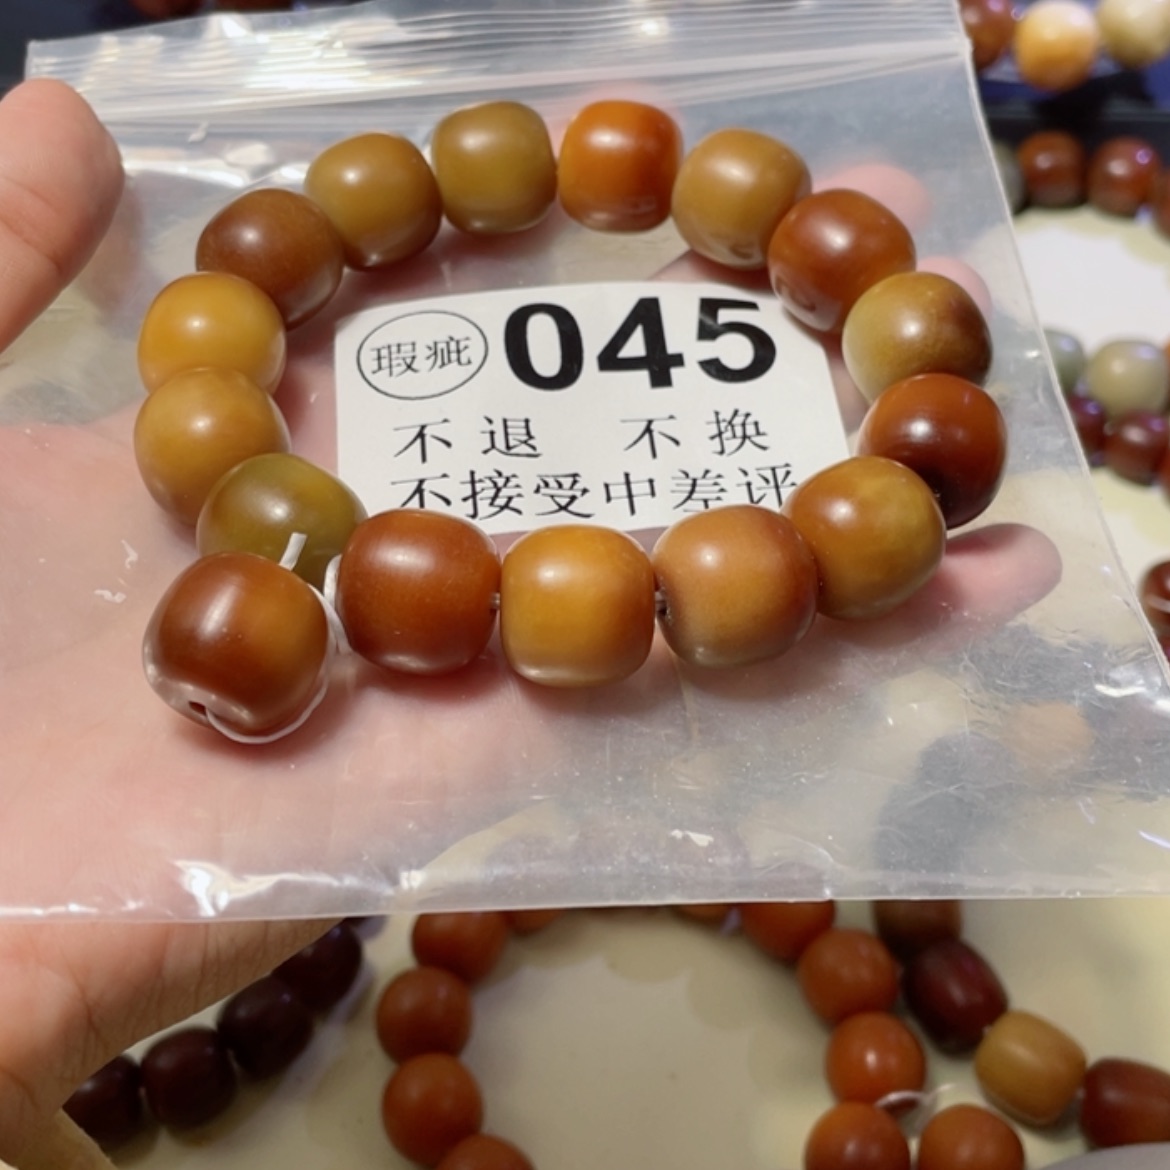 瑕疵 045
不退 不换
不接受中差评